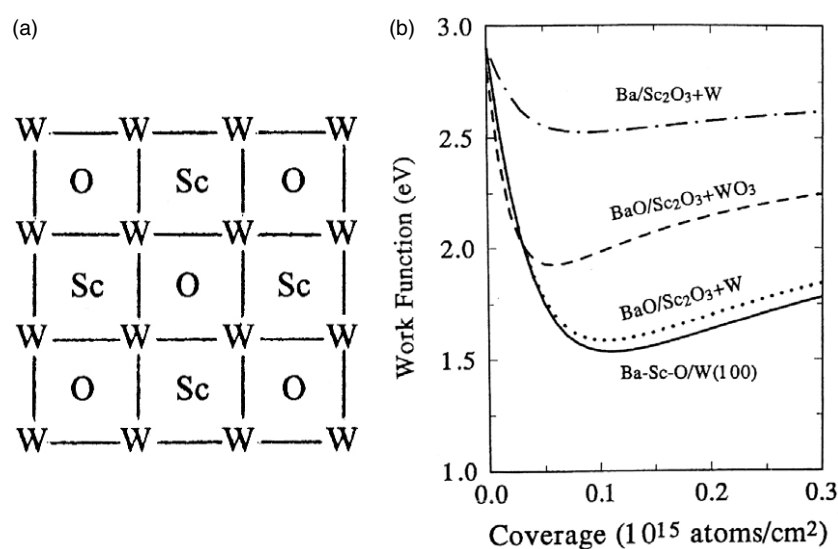 (a)
W W W W
O Sc O
W W W W
Sc O Sc
W W W W
O Sc O
W W W W
(b)
3.0
2.5
2.0
1.5
1.0
Work Function (eV)
Ba/Sc₂O₃+W
BaO/Sc₂O₃+WO₃
BaO/Sc₂O₃+W
Ba-Sc-O/W(100)
0.0 0.1 0.2 0.3
Coverage (10¹⁵ atoms/cm²)